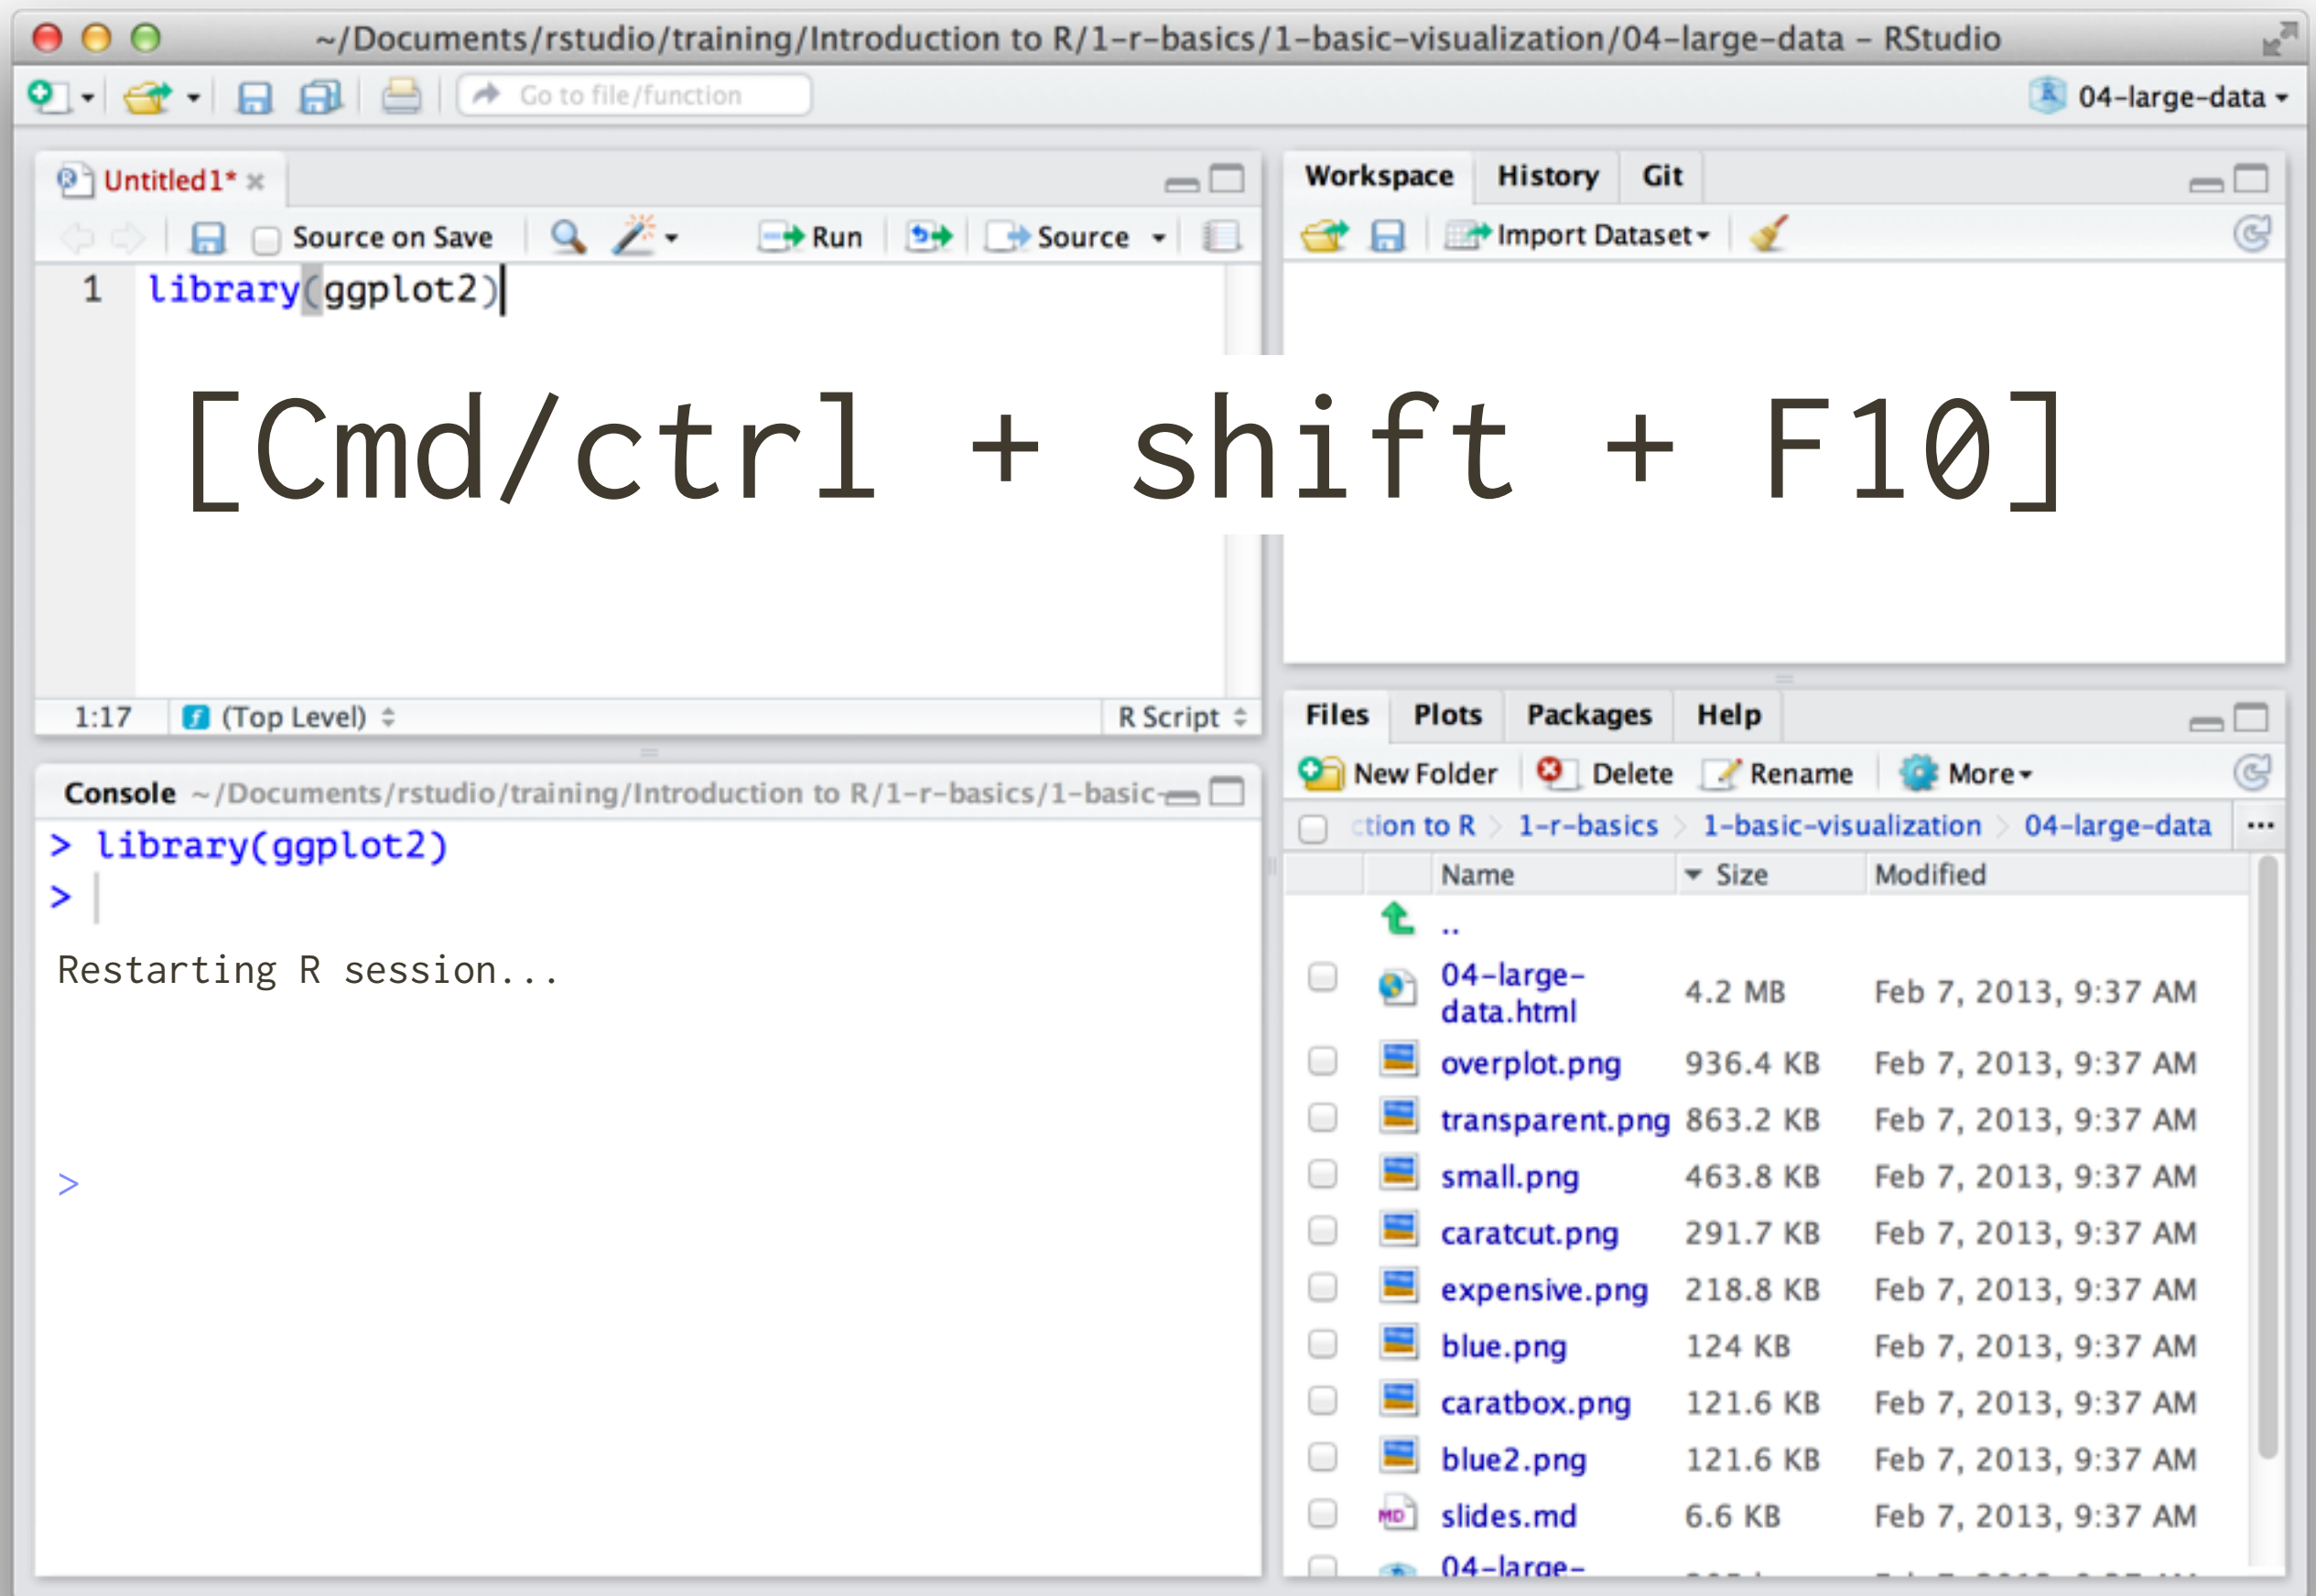 ~/Documents/rstudio/training/Introduction to R/1-r-basics/1-basic-visualization/04-large-data – RStudio
Go to file/function
04-large-data
Untitled1*
Source on Save
Run
Source
1 library(ggplot2)
1:17 (Top Level) R Script
Workspace History Git
Import Dataset
[Cmd/ctrl + shift + F10]
Console ~/Documents/rstudio/training/Introduction to R/1-r-basics/1-basic-
> library(ggplot2)
>
Restarting R session...
>
Files Plots Packages Help
New Folder Delete Rename More
ction to R 1-r-basics 1-basic-visualization 04-large-data ...
Name Size Modified
..
04-large-data.html 4.2 MB Feb 7, 2013, 9:37 AM
overplot.png 936.4 KB Feb 7, 2013, 9:37 AM
transparent.png 863.2 KB Feb 7, 2013, 9:37 AM
small.png 463.8 KB Feb 7, 2013, 9:37 AM
caratcut.png 291.7 KB Feb 7, 2013, 9:37 AM
expensive.png 218.8 KB Feb 7, 2013, 9:37 AM
blue.png 124 KB Feb 7, 2013, 9:37 AM
caratbox.png 121.6 KB Feb 7, 2013, 9:37 AM
blue2.png 121.6 KB Feb 7, 2013, 9:37 AM
MD slides.md 6.6 KB Feb 7, 2013, 9:37 AM
04-large-